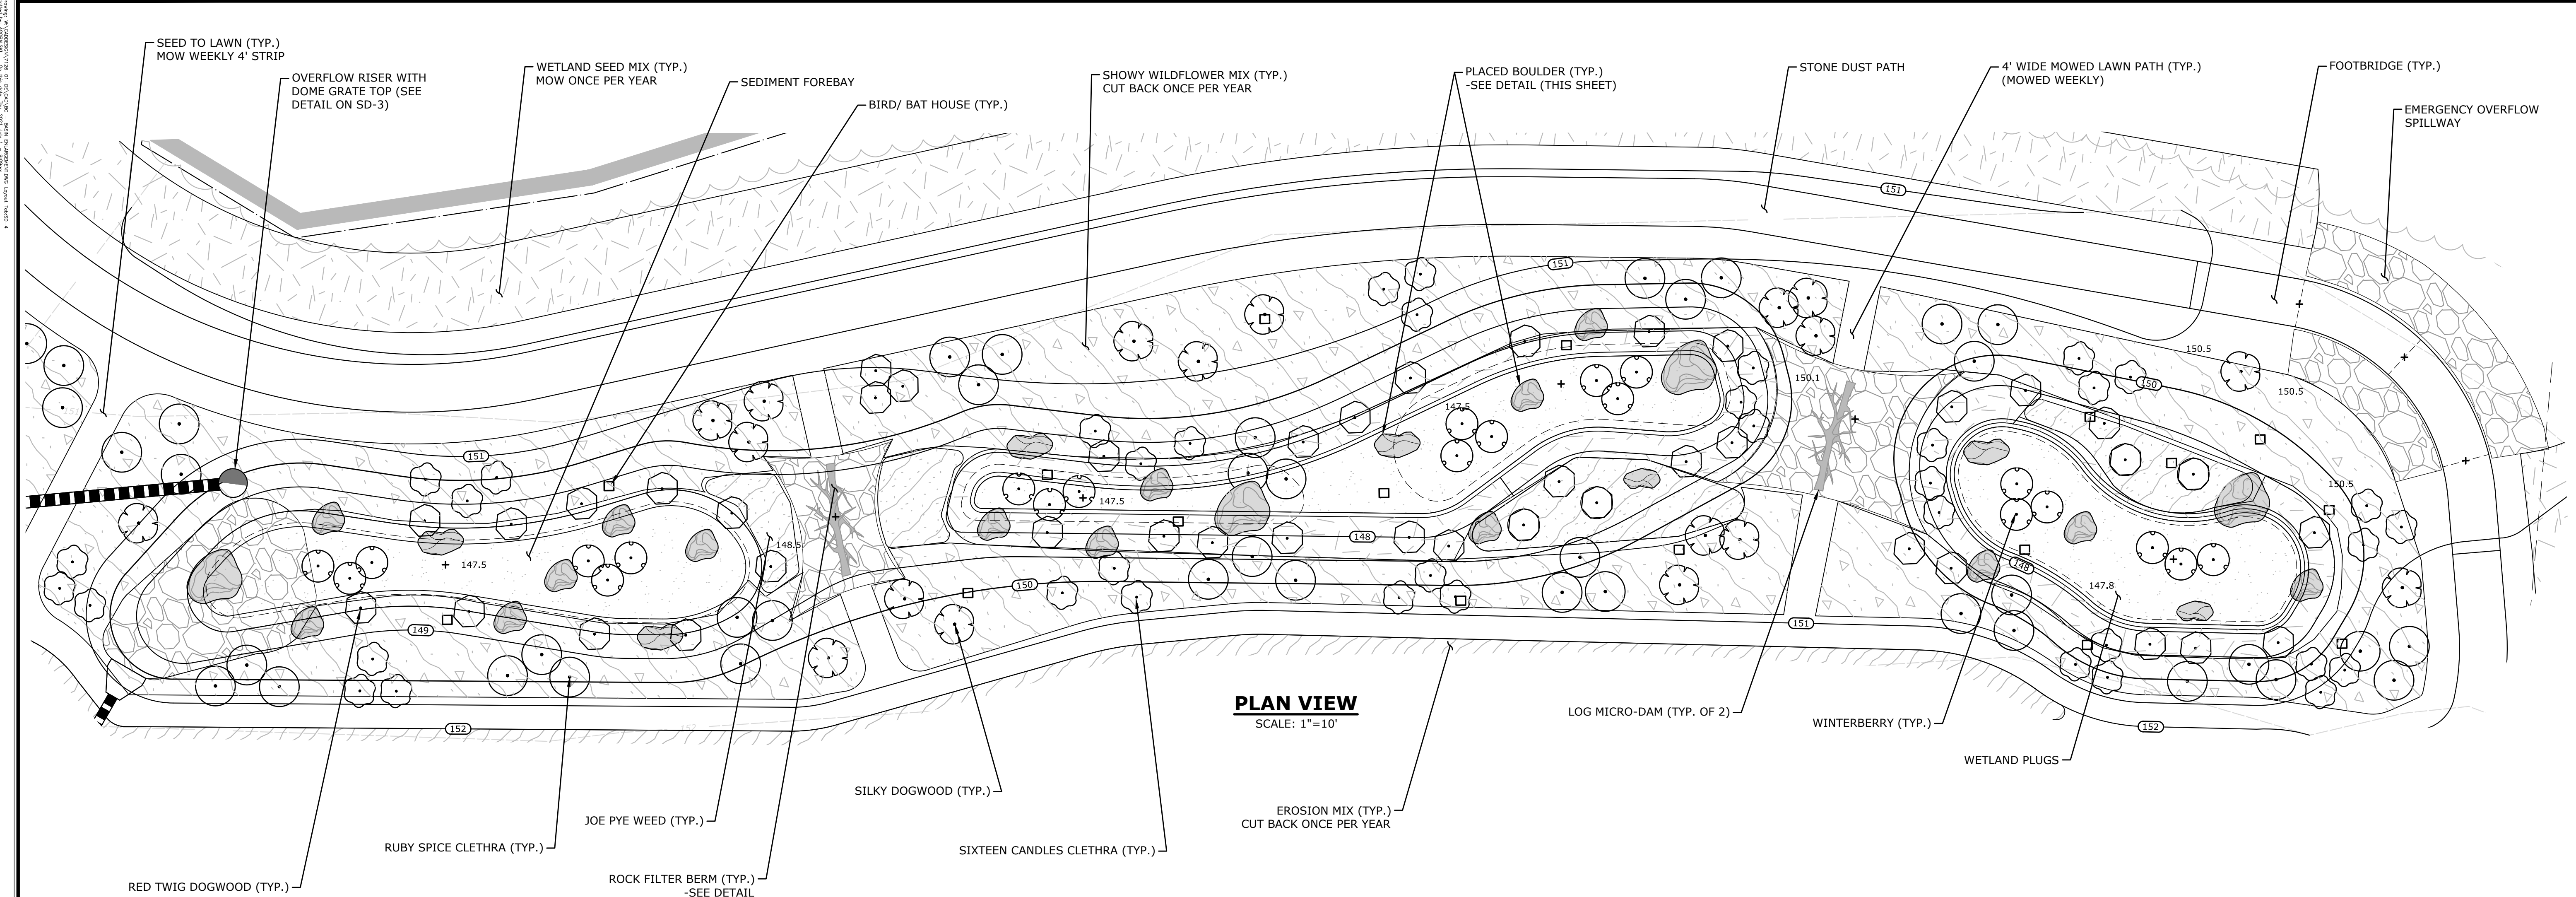 SEED TO LAWN (TYP.)
MOW WEEKLY 4' STRIP
OVERFLOW RISER WITH
DOME GRATE TOP (SEE
DETAIL ON SD-3)
WETLAND SEED MIX (TYP.)
MOW ONCE PER YEAR
SEDIMENT FOREBAY
BIRD/ BAT HOUSE (TYP.)
SHOWY WILDFLOWER MIX (TYP.)
CUT BACK ONCE PER YEAR
PLACED BOULDER (TYP.)
-SEE DETAIL (THIS SHEET)
STONE DUST PATH
4' WIDE MOWED LAWN PATH (TYP.)
(MOWED WEEKLY)
FOOTBRIDGE (TYP.)
EMERGENCY OVERFLOW
SPILLWAY
151
151
150.5
150.1
150
150.5
147.5
151
150.5
147.5
148
148.5
147.5
148
150
147.8
149
151
152
152
152
PLAN VIEW
SCALE: 1"=10'
LOG MICRO-DAM (TYP. OF 2)
WINTERBERRY (TYP.)
WETLAND PLUGS
SILKY DOGWOOD (TYP.)
EROSION MIX (TYP.)
CUT BACK ONCE PER YEAR
JOE PYE WEED (TYP.)
RUBY SPICE CLETHRA (TYP.)
SIXTEEN CANDLES CLETHRA (TYP.)
ROCK FILTER BERM (TYP.)
-SEE DETAIL
RED TWIG DOGWOOD (TYP.)